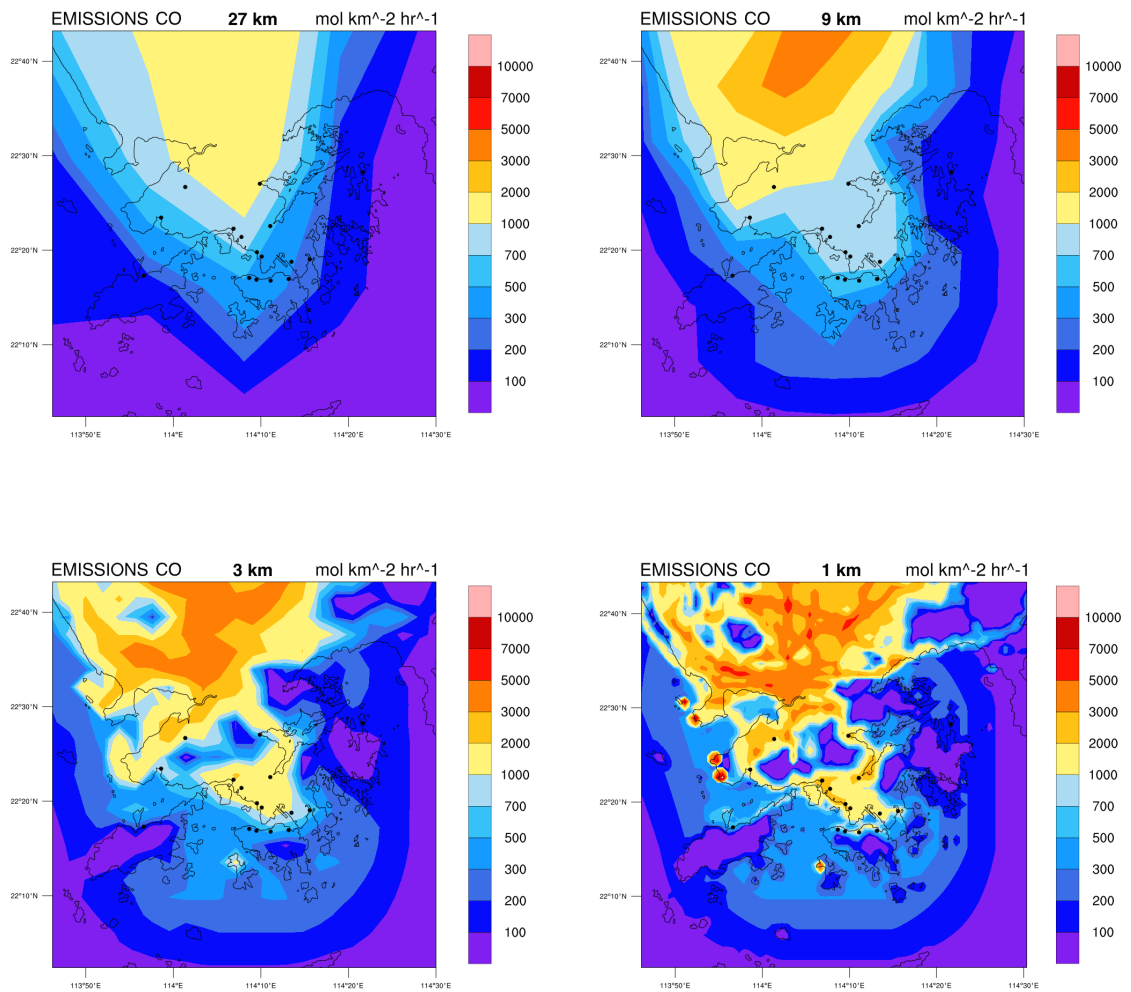 EMISSIONS CO 27 km mol km^-2 hr^-1
22°40'N
22°30'N
22°20'N
22°10'N
113°50'E 114°E 114°10'E 114°20'E 114°30'E
10000
7000
5000
3000
2000
1000
700
500
300
200
100
EMISSIONS CO 9 km mol km^-2 hr^-1
22°40'N
22°30'N
22°20'N
22°10'N
113°50'E 114°E 114°10'E 114°20'E 114°30'E
10000
7000
5000
3000
2000
1000
700
500
300
200
100
EMISSIONS CO 3 km mol km^-2 hr^-1
22°40'N
22°30'N
22°20'N
22°10'N
113°50'E 114°E 114°10'E 114°20'E 114°30'E
10000
7000
5000
3000
2000
1000
700
500
300
200
100
EMISSIONS CO 1 km mol km^-2 hr^-1
22°40'N
22°30'N
22°20'N
22°10'N
113°50'E 114°E 114°10'E 114°20'E 114°30'E
10000
7000
5000
3000
2000
1000
700
500
300
200
100